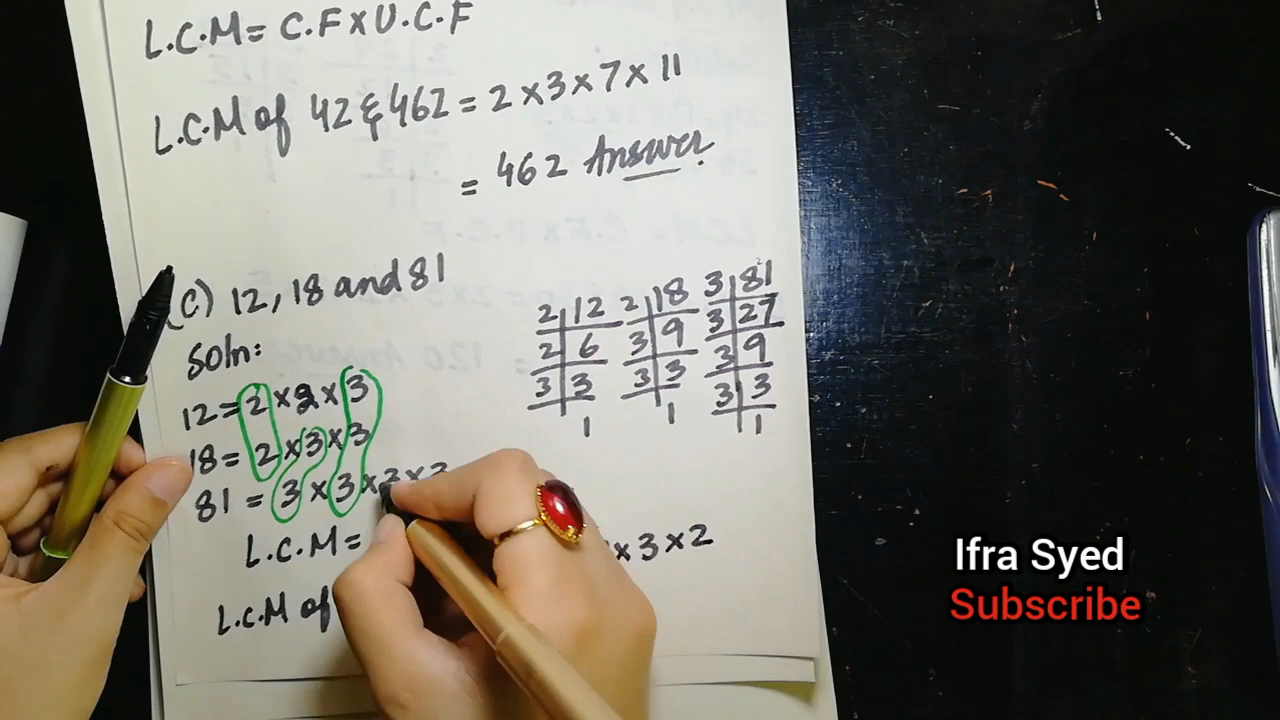 L.C.M = C.F x U.C.F
L.C.M of 42 & 462 = 2 x 3 x 7 x 11
= 462 Answer.
(C) 12, 18 and 81
Soln:
12 = 2 x 2 x 3
18 = 2 x 3 x 3
81 = 3 x 3 x 3 x 3
L.C.M =
x 3 x 2
L.C.M of
2 | 12
2 | 6
3 | 3
1
2 | 18
3 | 9
3 | 3
1
3 | 81
3 | 27
3 | 9
3 | 3
1
Ifra Syed
Subscribe